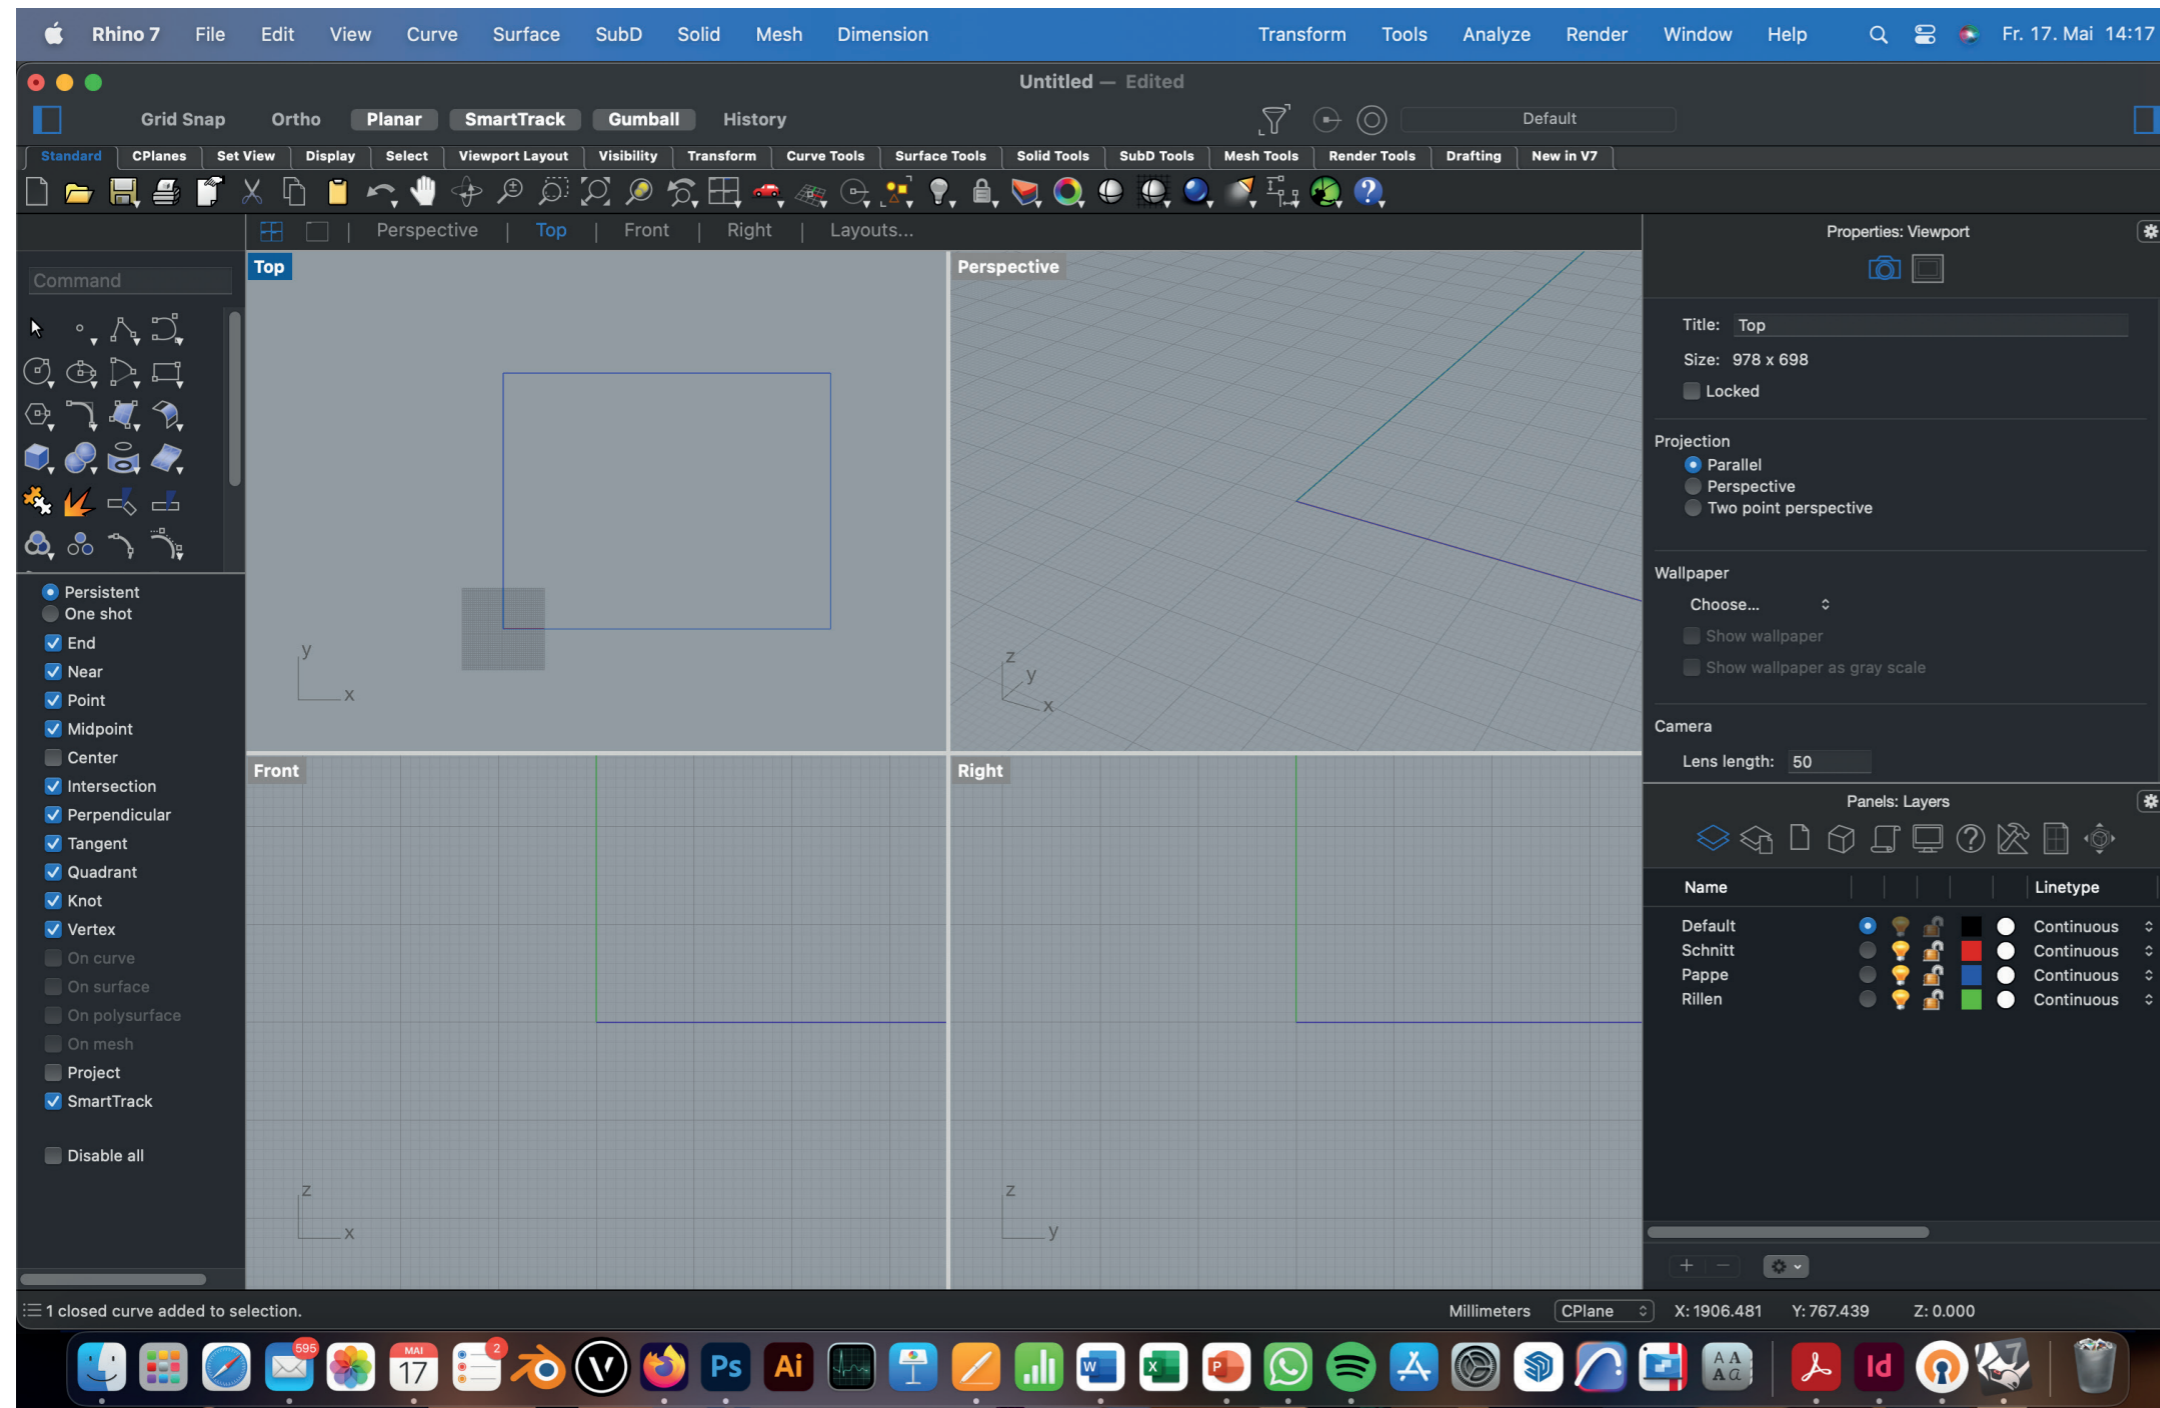 Rhino 7 File Edit View Curve Surface SubD Solid Mesh Dimension Transform Tools Analyze Render Window Help Fr. 17. Mai 14:17
Untitled — Edited
Grid Snap Ortho Planar SmartTrack Gumball History Default
Standard CPlanes Set View Display Select Viewport Layout Visibility Transform Curve Tools Surface Tools Solid Tools SubD Tools Mesh Tools Render Tools Drafting New in V7
Perspective | Top | Front | Right | Layouts...
Command
Persistent
One shot
End
Near
Point
Midpoint
Center
Intersection
Perpendicular
Tangent
Quadrant
Knot
Vertex
On curve
On surface
On polysurface
On mesh
Project
SmartTrack
Disable all
Top
y
x
Perspective
z
y
x
Front
z
x
Right
z
y
Properties: Viewport
Title: Top
Size: 978 x 698
Locked
Projection
Parallel
Perspective
Two point perspective
Wallpaper
Choose...
Show wallpaper
Show wallpaper as gray scale
Camera
Lens length: 50
Panels: Layers
Name Linetype
Default Continuous
Schnitt Continuous
Pappe Continuous
Rillen Continuous
1 closed curve added to selection. Millimeters CPlane X: 1906.481 Y: 767.439 Z: 0.000
595
MAI
17
2
Ps
Ai
W
X
P
A A
A a
Id